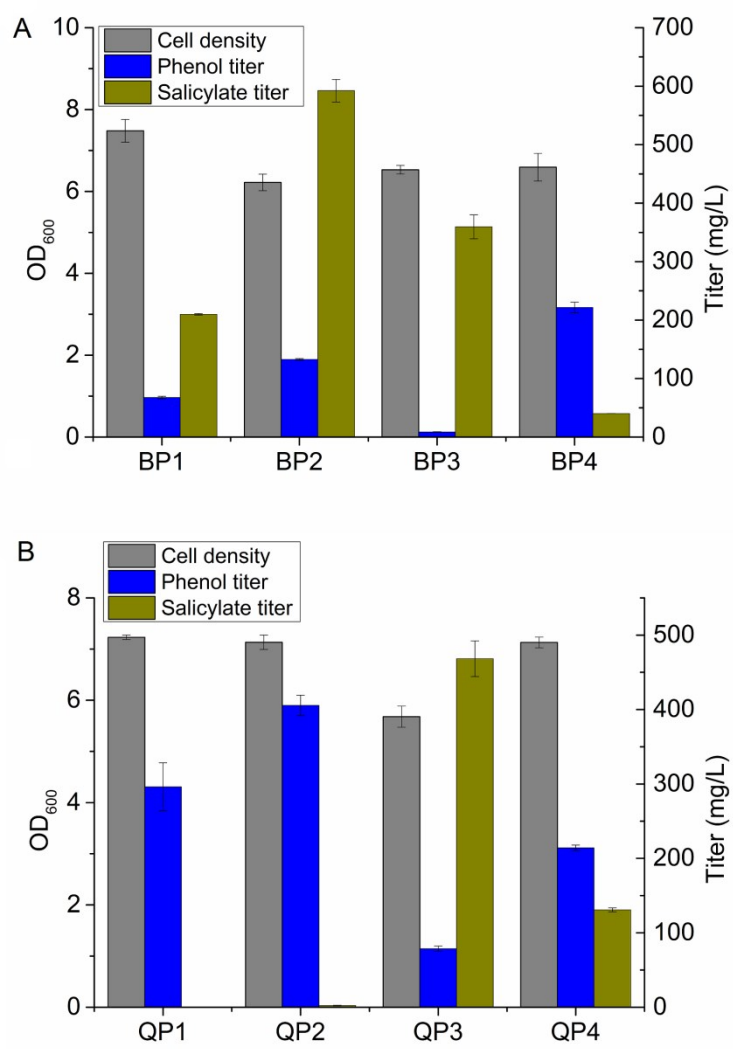 A
Cell density
Phenol titer
Salicylate titer
10
8
6
4
2
0
OD600
700
600
500
400
300
200
100
0
Titer (mg/L)
BP1 BP2 BP3 BP4
B
Cell density
Phenol titer
Salicylate titer
8
6
4
2
0
OD600
500
400
300
200
100
0
Titer (mg/L)
QP1 QP2 QP3 QP4